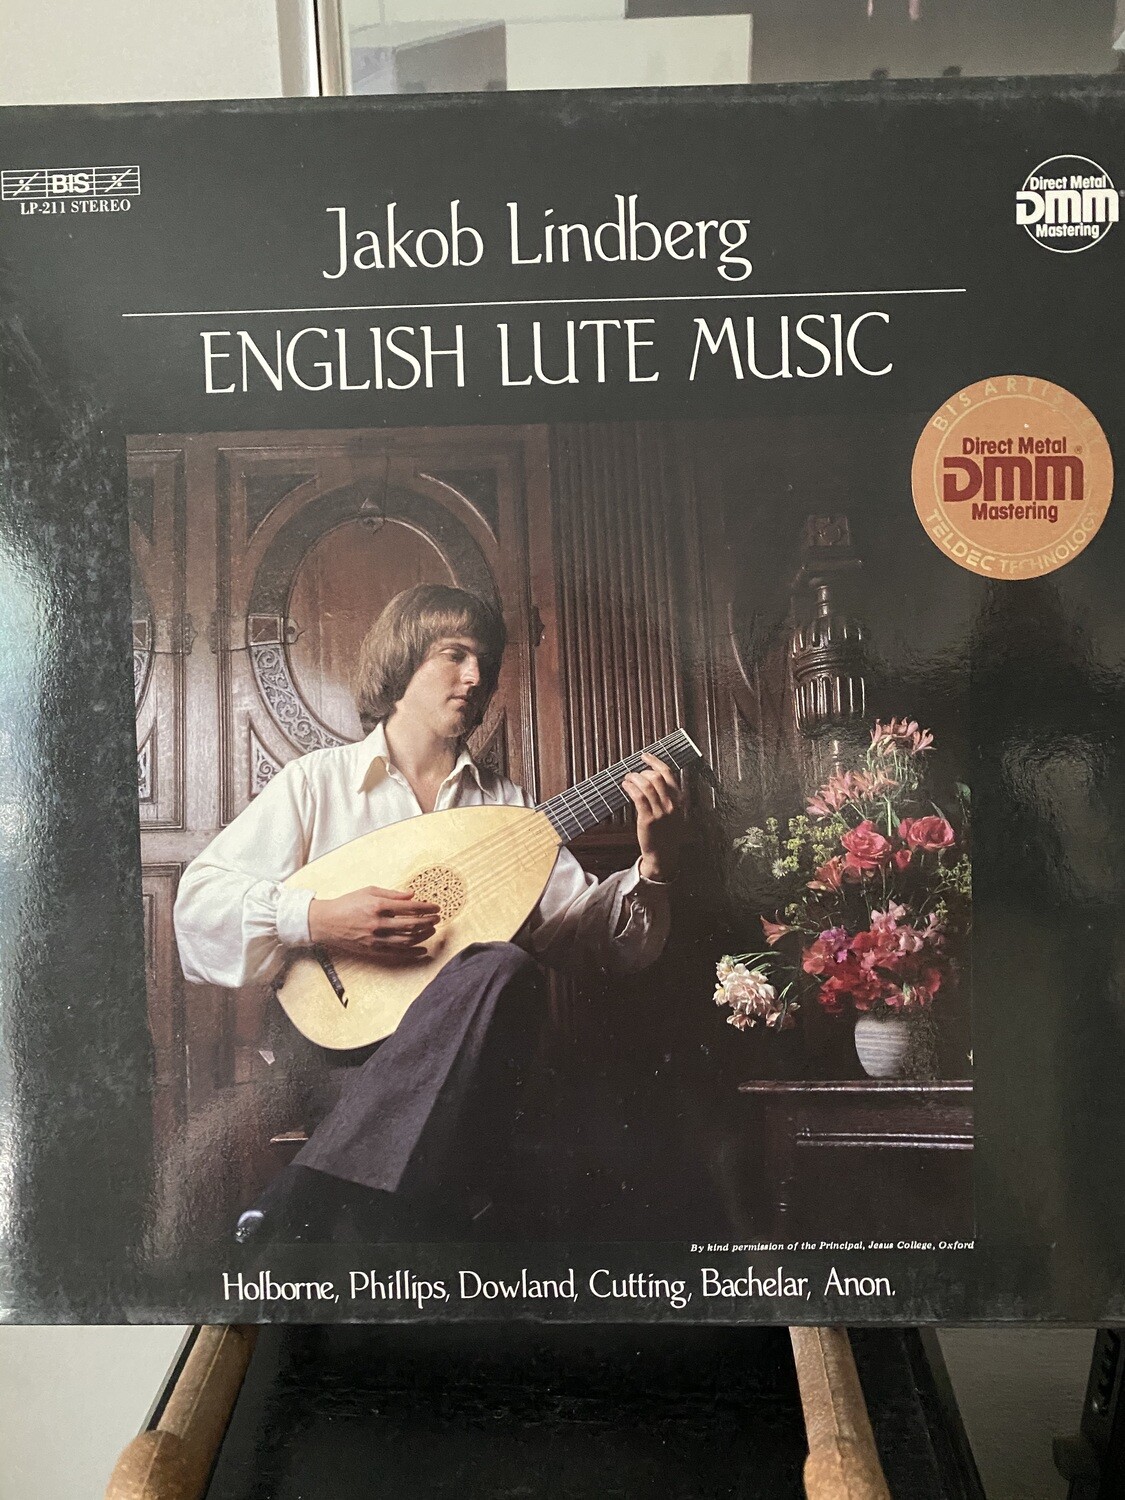 BIS
LP-211 STEREO
Direct Metal
DMM®
Mastering
Jakob Lindberg
ENGLISH LUTE MUSIC
BIS ARTISTS
Direct Metal
DMM®
Mastering
TELDEC TECHNOLOGY
By kind permission of the Principal, Jesus College, Oxford
Holborne, Phillips, Dowland, Cutting, Bachelar, Anon.